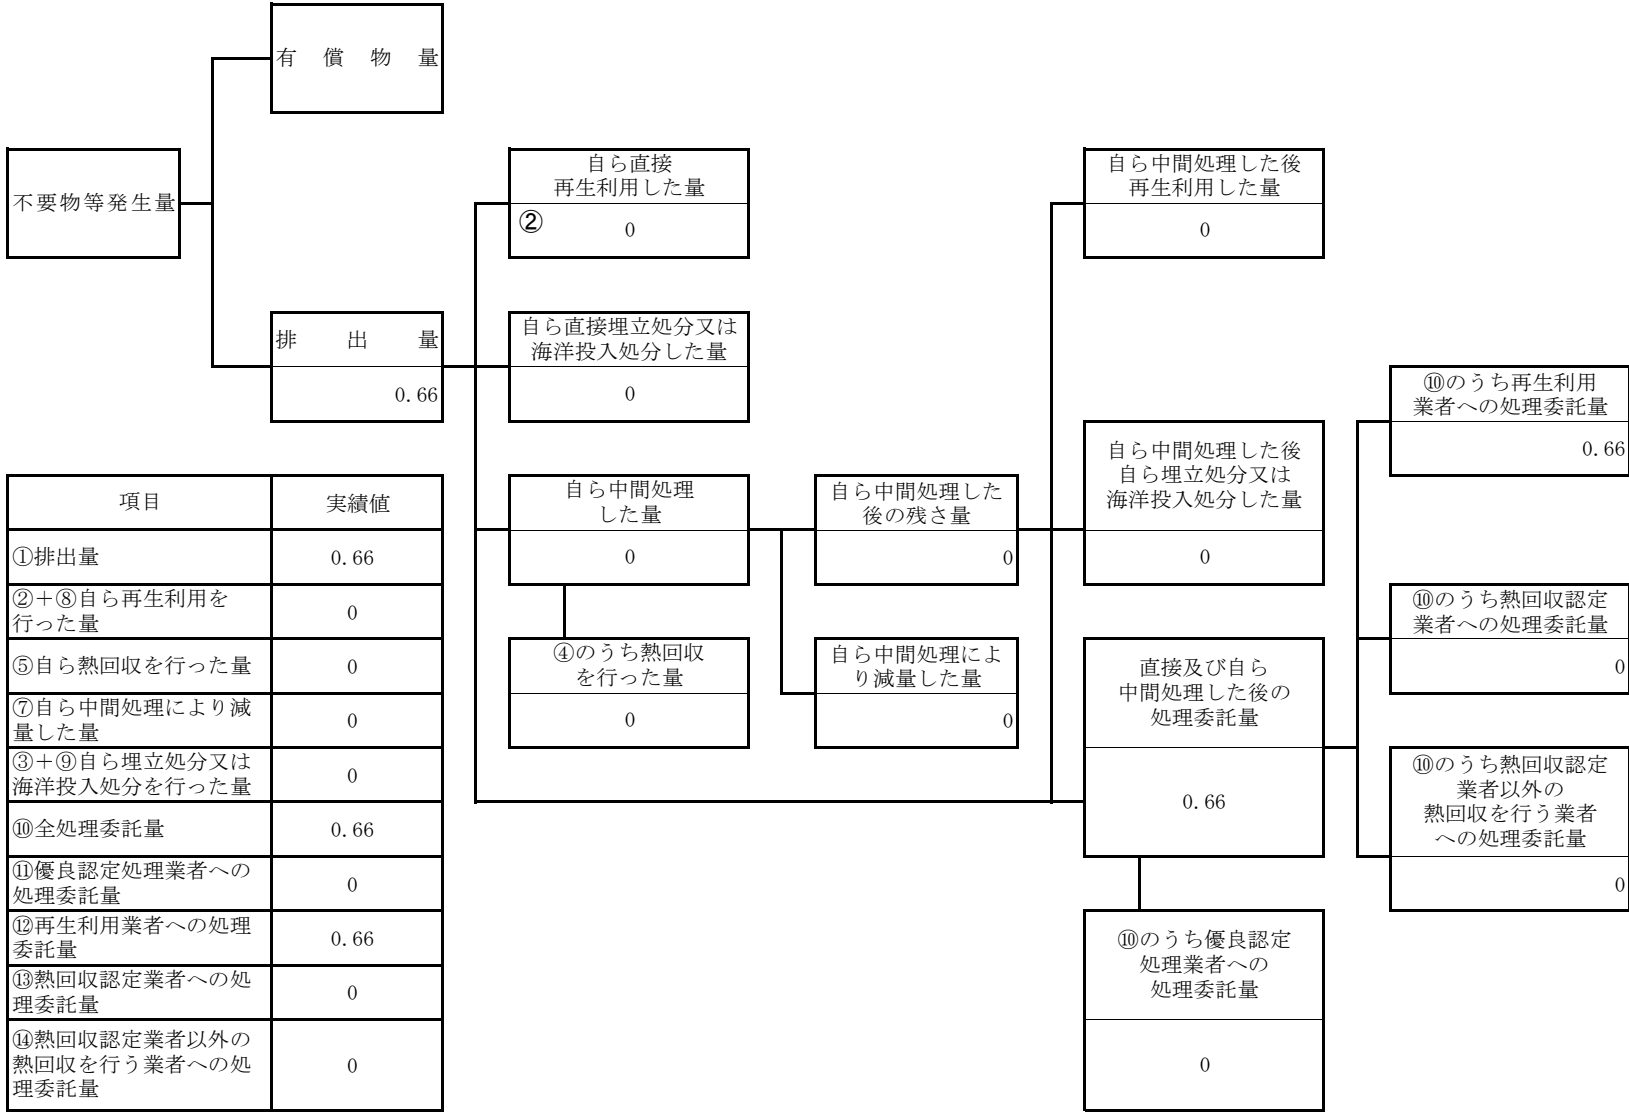 有償物量
不要物等発生量
自ら直接
再生利用した量
②
0
自ら中間処理した後
再生利用した量
0
排出量
0.66
自ら直接埋立処分又は
海洋投入処分した量
0
⑩のうち再生利用
業者への処理委託量
0.66
自ら中間処理した後
自ら埋立処分又は
海洋投入処分した量
0
自ら中間処理
した量
0
自ら中間処理した
後の残さ量
0
④のうち熱回収
を行った量
0
自ら中間処理によ
り減量した量
0
直接及び自ら
中間処理した後の
処理委託量
0.66
⑩のうち熱回収認定
業者への処理委託量
0
⑩のうち熱回収認定
業者以外の
熱回収を行う業者
への処理委託量
0
⑩のうち優良認定
処理業者への
処理委託量
0
項目 実績値
①排出量 0.66
②＋⑧自ら再生利用を
行った量 0
⑤自ら熱回収を行った量 0
⑦自ら中間処理により減
量した量 0
③＋⑨自ら埋立処分又は
海洋投入処分を行った量 0
⑩全処理委託量 0.66
⑪優良認定処理業者への
処理委託量 0
⑫再生利用業者への処理
委託量 0.66
⑬熱回収認定業者への処
理委託量 0
⑭熱回収認定業者以外の
熱回収を行う業者への処
理委託量 0